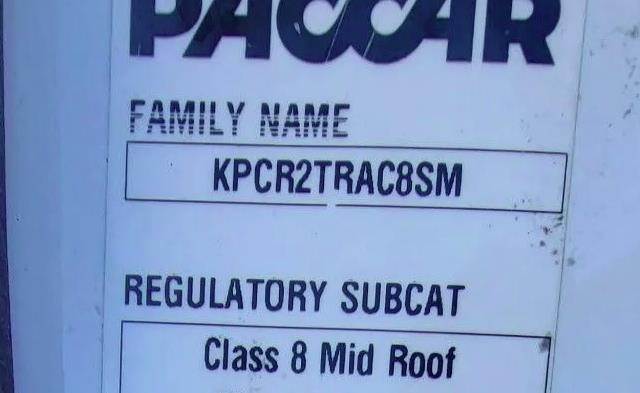 PACCAR
FAMILY NAME
KPCR2TRAC8SM
REGULATORY SUBCAT
Class 8 Mid Roof